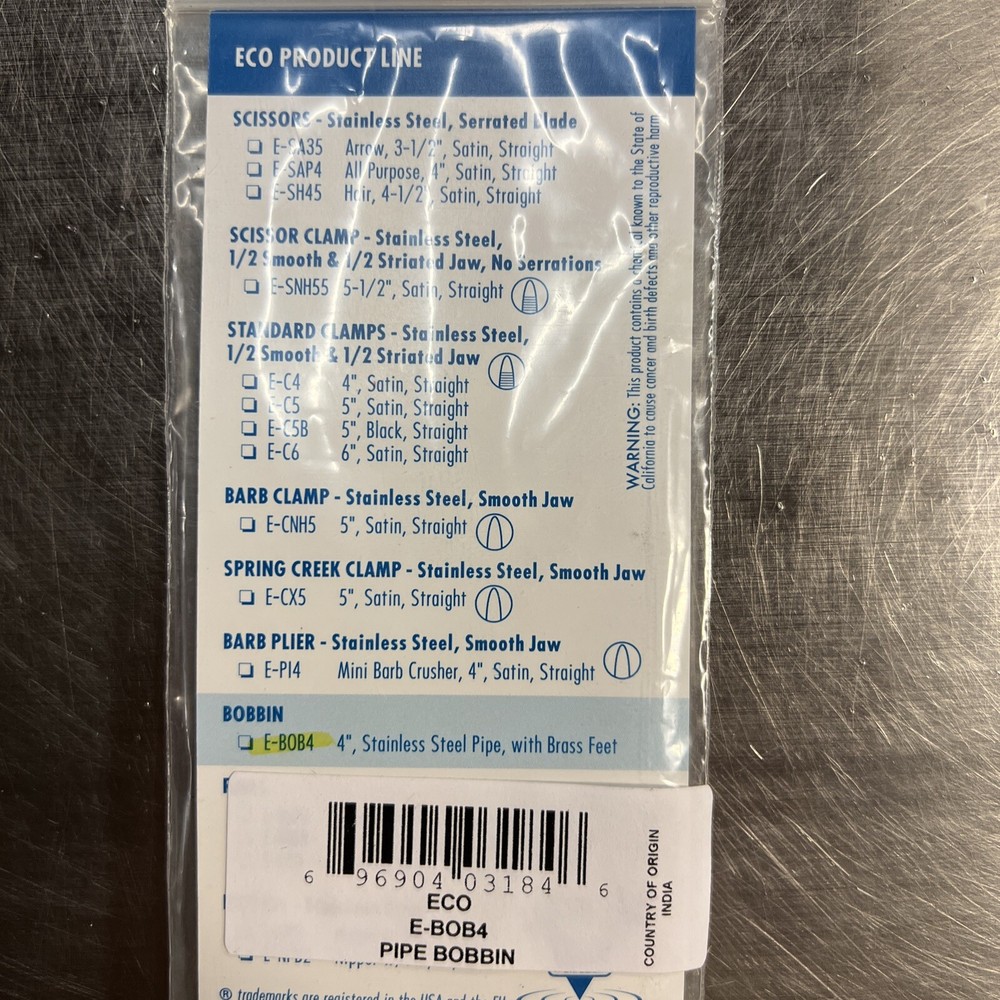 ECO PRODUCT LINE
SCISSORS - Stainless Steel, Serrated Blade
E-SA35 Arrow, 3-1/2", Satin, Straight
E-SAP4 All Purpose, 4", Satin, Straight
E-SH45 Hair, 4-1/2", Satin, Straight
SCISSOR CLAMP - Stainless Steel,
1/2 Smooth & 1/2 Striated Jaw, No Serrations
E-SNH55 5-1/2", Satin, Straight
STANDARD CLAMPS - Stainless Steel,
1/2 Smooth & 1/2 Striated Jaw
E-C4 4", Satin, Straight
E-C5 5", Satin, Straight
E-C5B 5", Black, Straight
E-C6 6", Satin, Straight
BARB CLAMP - Stainless Steel, Smooth Jaw
E-CNH5 5", Satin, Straight
SPRING CREEK CLAMP - Stainless Steel, Smooth Jaw
E-CX5 5", Satin, Straight
BARB PLIER - Stainless Steel, Smooth Jaw
E-PI4 Mini Barb Crusher, 4", Satin, Straight
BOBBIN
E-BOB4 4", Stainless Steel Pipe, with Brass Feet
WARNING: This product contains a chemical known to the State of
California to cause cancer and birth defects and other reproductive harm
6 96904 03184 6
ECO
E-BOB4
PIPE BOBBIN
COUNTRY OF ORIGIN
INDIA
® trademarks are registered in the USA and the EU